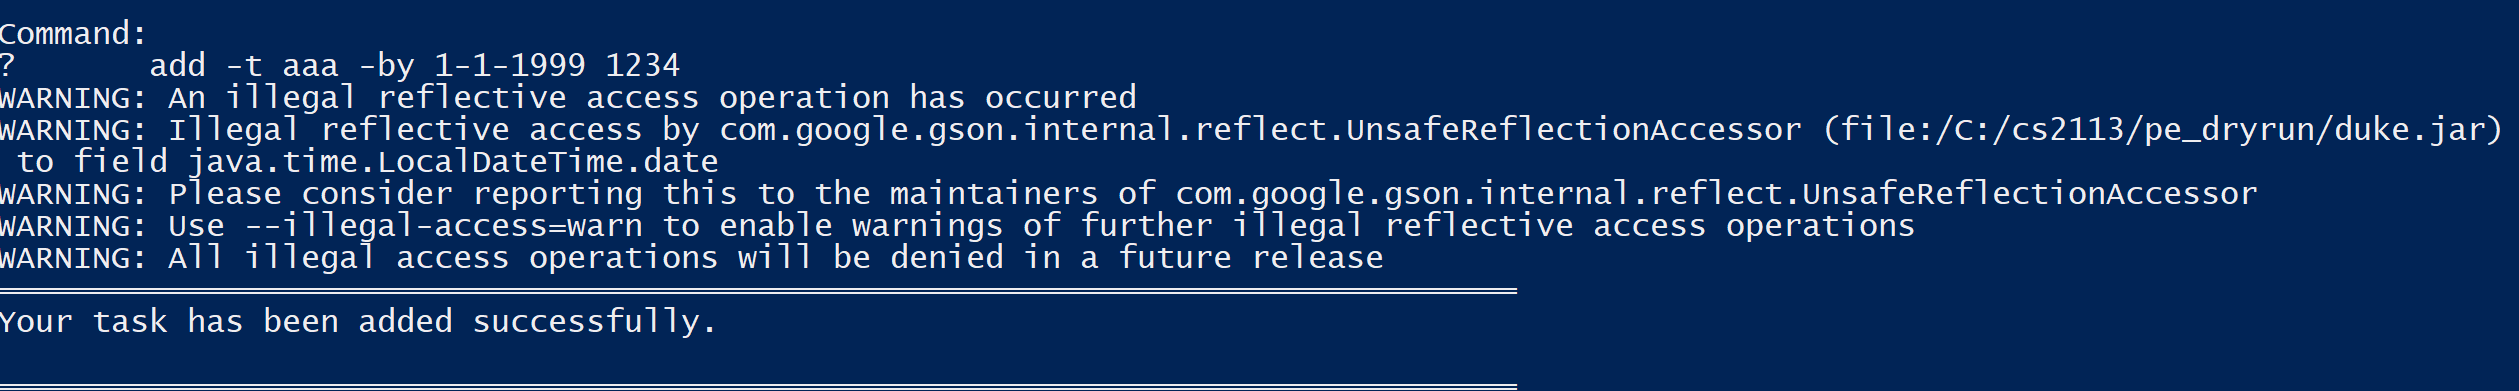 Command:
?       add -t aaa -by 1-1-1999 1234
WARNING: An illegal reflective access operation has occurred
WARNING: Illegal reflective access by com.google.gson.internal.reflect.UnsafeReflectionAccessor (file:/C:/cs2113/pe_dryrun/duke.jar)
 to field java.time.LocalDateTime.date
WARNING: Please consider reporting this to the maintainers of com.google.gson.internal.reflect.UnsafeReflectionAccessor
WARNING: Use --illegal-access=warn to enable warnings of further illegal reflective access operations
WARNING: All illegal access operations will be denied in a future release
Your task has been added successfully.